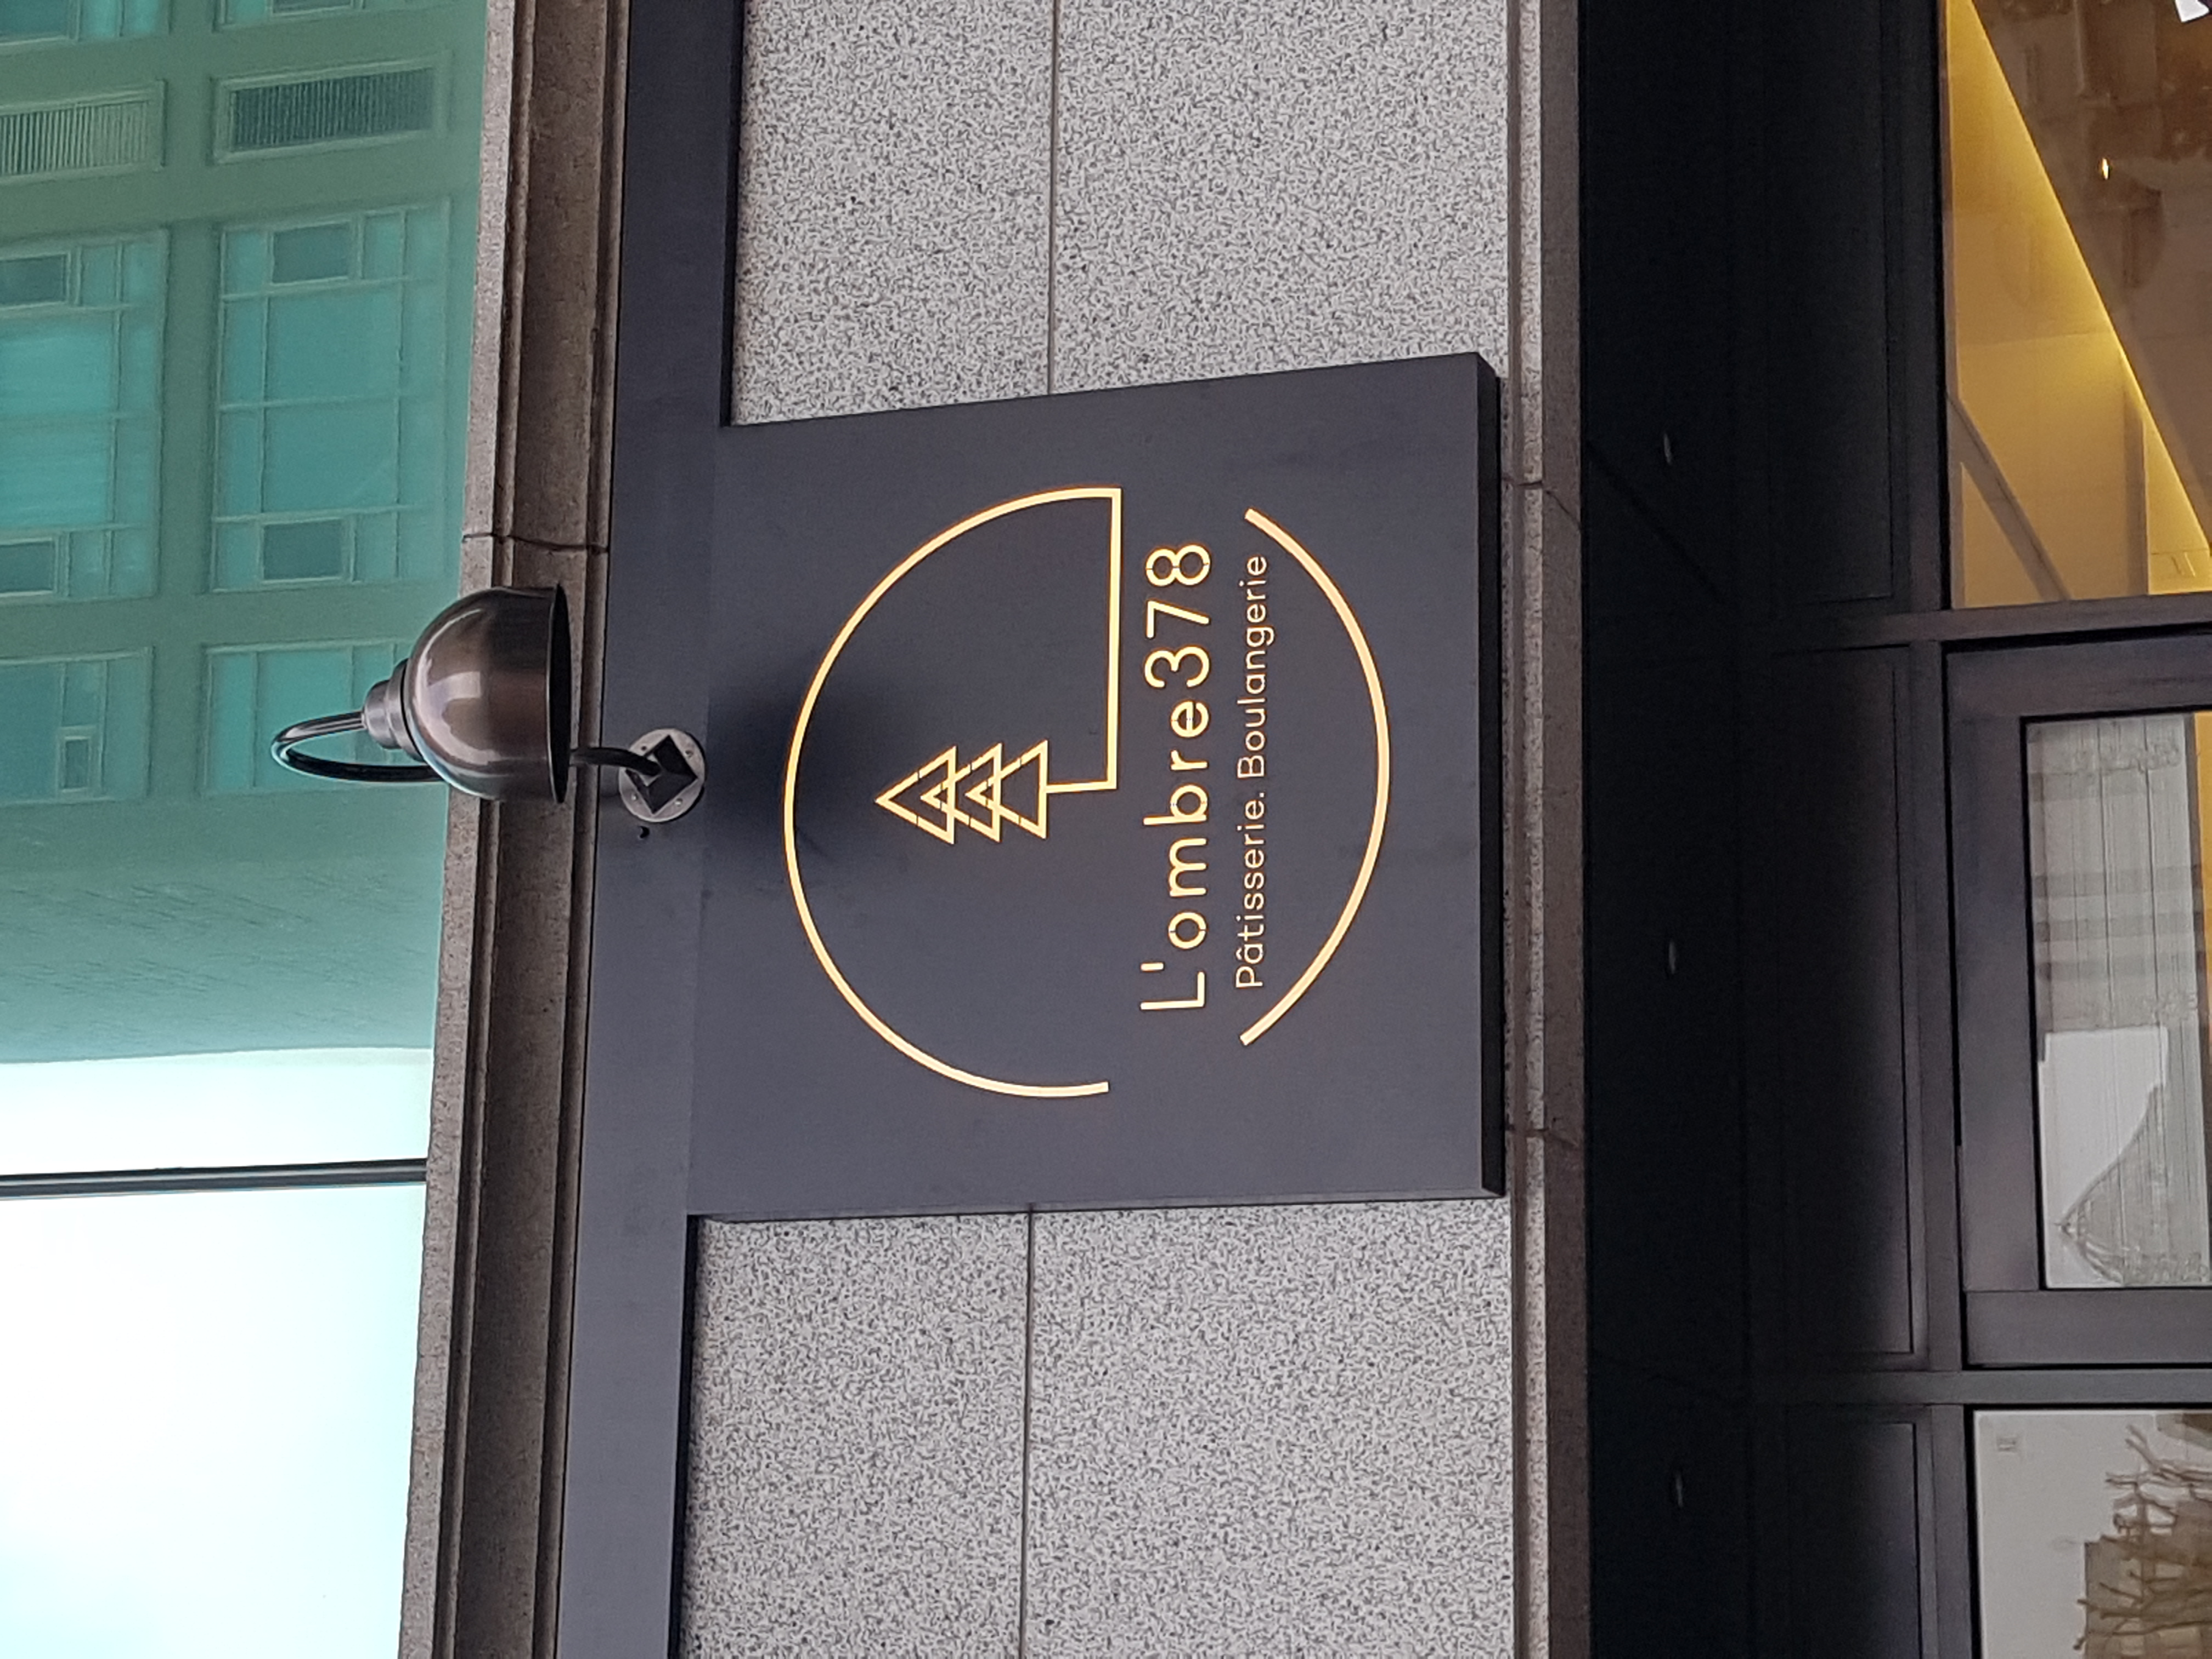 L'ombre378
Pâtisserie. Boulangerie